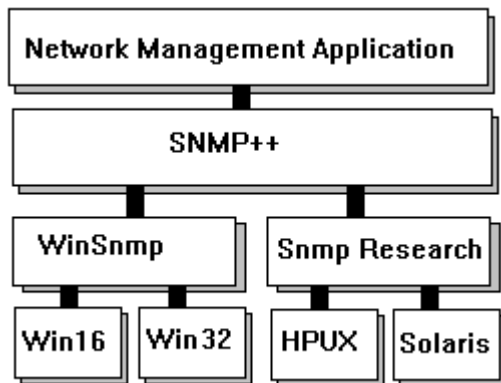 Network Management Application
SNMP++
WinSnmp
Snmp Research
Win16
Win32
HPUX
Solaris